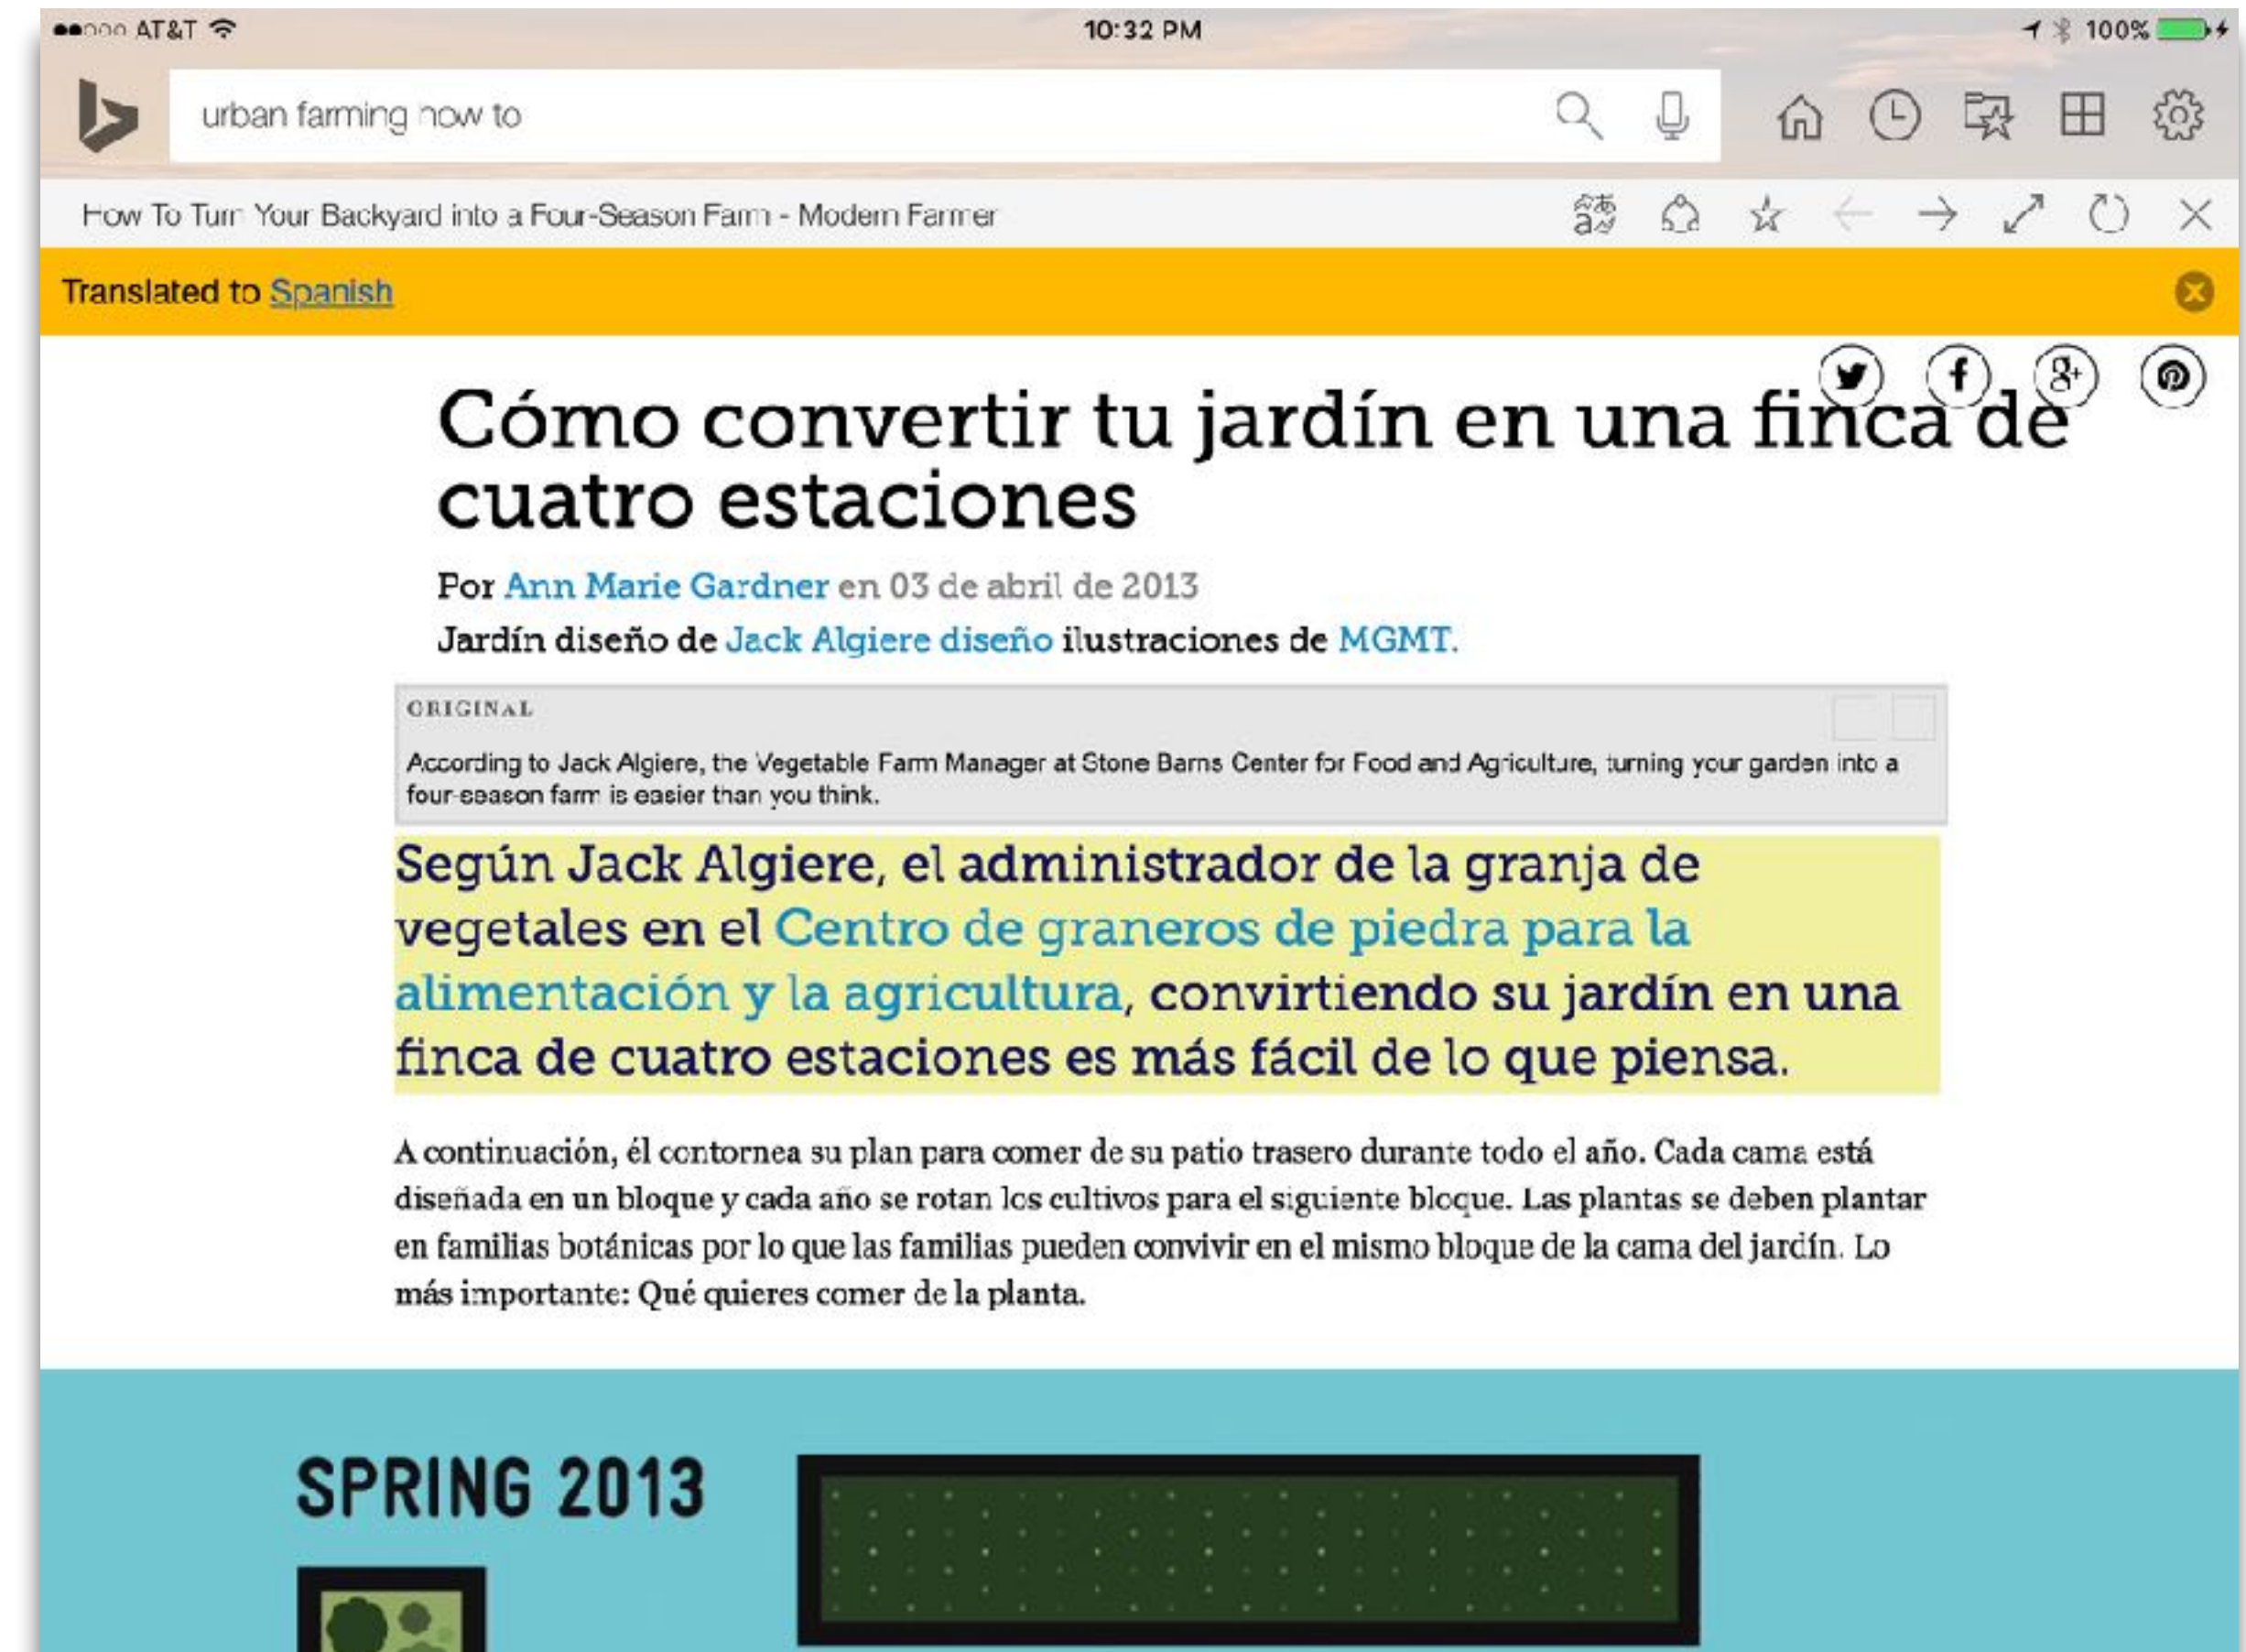 AT&T 10:32 PM 100%
urban farming how to
How To Turn Your Backyard into a Four-Season Farm - Modern Farmer
Translated to Spanish
Cómo convertir tu jardín en una finca de
cuatro estaciones
Por Ann Marie Gardner en 03 de abril de 2013
Jardín diseño de Jack Algiere diseño ilustraciones de MGMT.
ORIGINAL
According to Jack Algiere, the Vegetable Farm Manager at Stone Barns Center for Food and Agriculture, turning your garden into a
four-season farm is easier than you think.
Según Jack Algiere, el administrador de la granja de
vegetales en el Centro de graneros de piedra para la
alimentación y la agricultura, convirtiendo su jardín en una
finca de cuatro estaciones es más fácil de lo que piensa.
A continuación, él contornea su plan para comer de su patio trasero durante todo el año. Cada cama está
diseñada en un bloque y cada año se rotan los cultivos para el siguiente bloque. Las plantas se deben plantar
en familias botánicas por lo que las familias pueden convivir en el mismo bloque de la cama del jardín. Lo
más importante: Qué quieres comer de la planta.
SPRING 2013